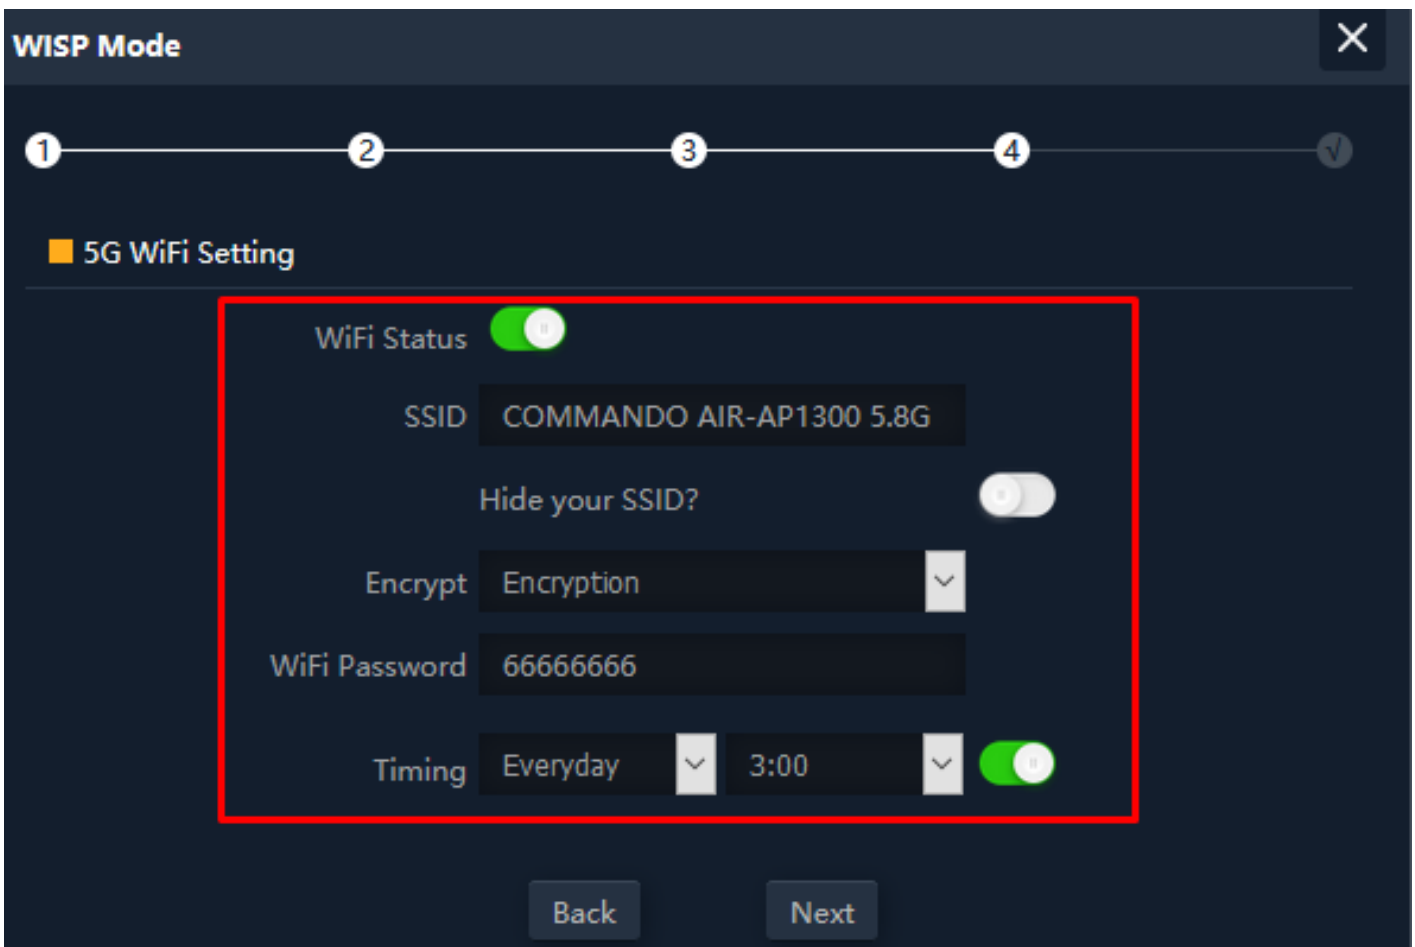 WISP Mode
1 2 3 4 √
5G WiFi Setting
WiFi Status
SSID COMMANDO AIR-AP1300 5.8G
Hide your SSID?
Encrypt Encryption
WiFi Password 66666666
Timing Everyday 3:00
Back Next